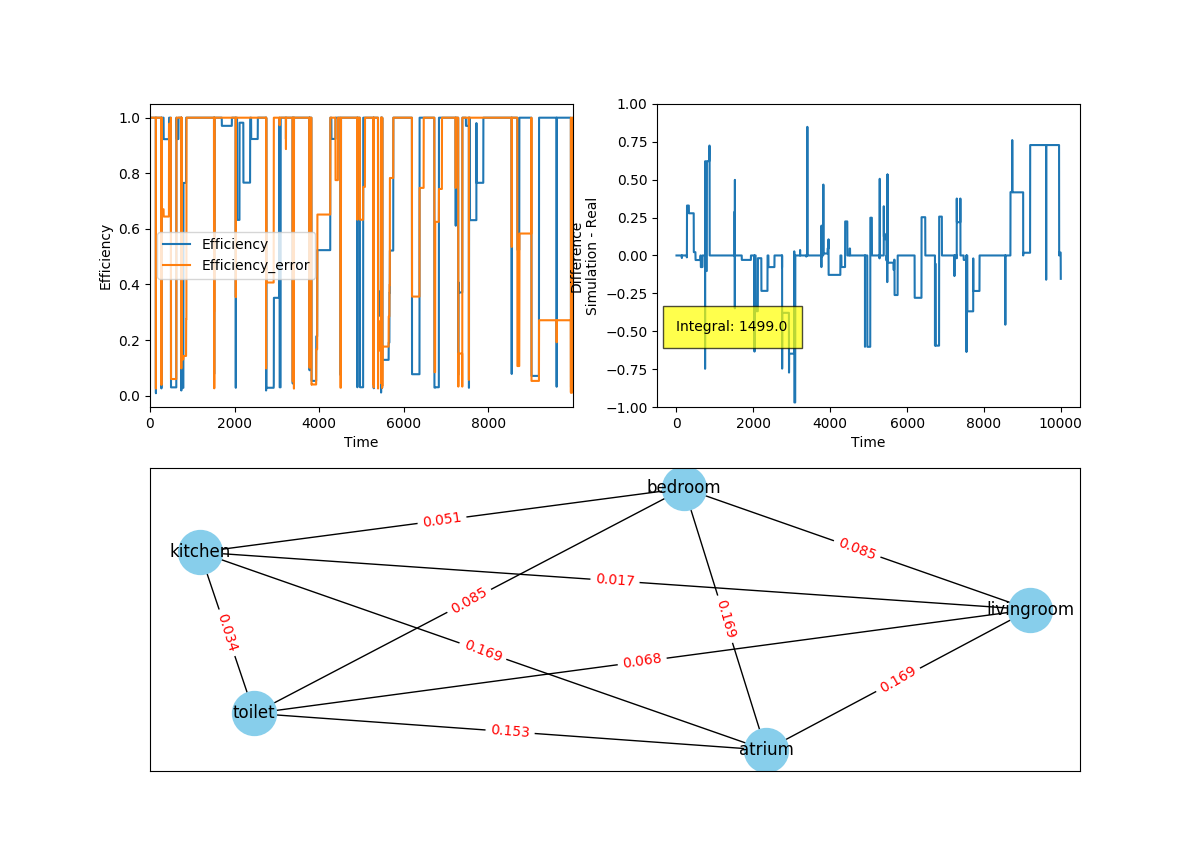 1.0
0.8
0.6
0.4
0.2
0.0
Efficiency
Efficiency
Efficiency_error
0 2000 4000 6000 8000
Time
1.00
0.75
0.50
0.25
0.00
−0.25
−0.50
−0.75
−1.00
Difference
Simulation - Real
Integral: 1499.0
0 2000 4000 6000 8000 10000
Time
bedroom
0.051
kitchen
0.085
0.017
0.085
livingroom
0.169
0.034
0.169
0.068
0.169
toilet
0.153
atrium